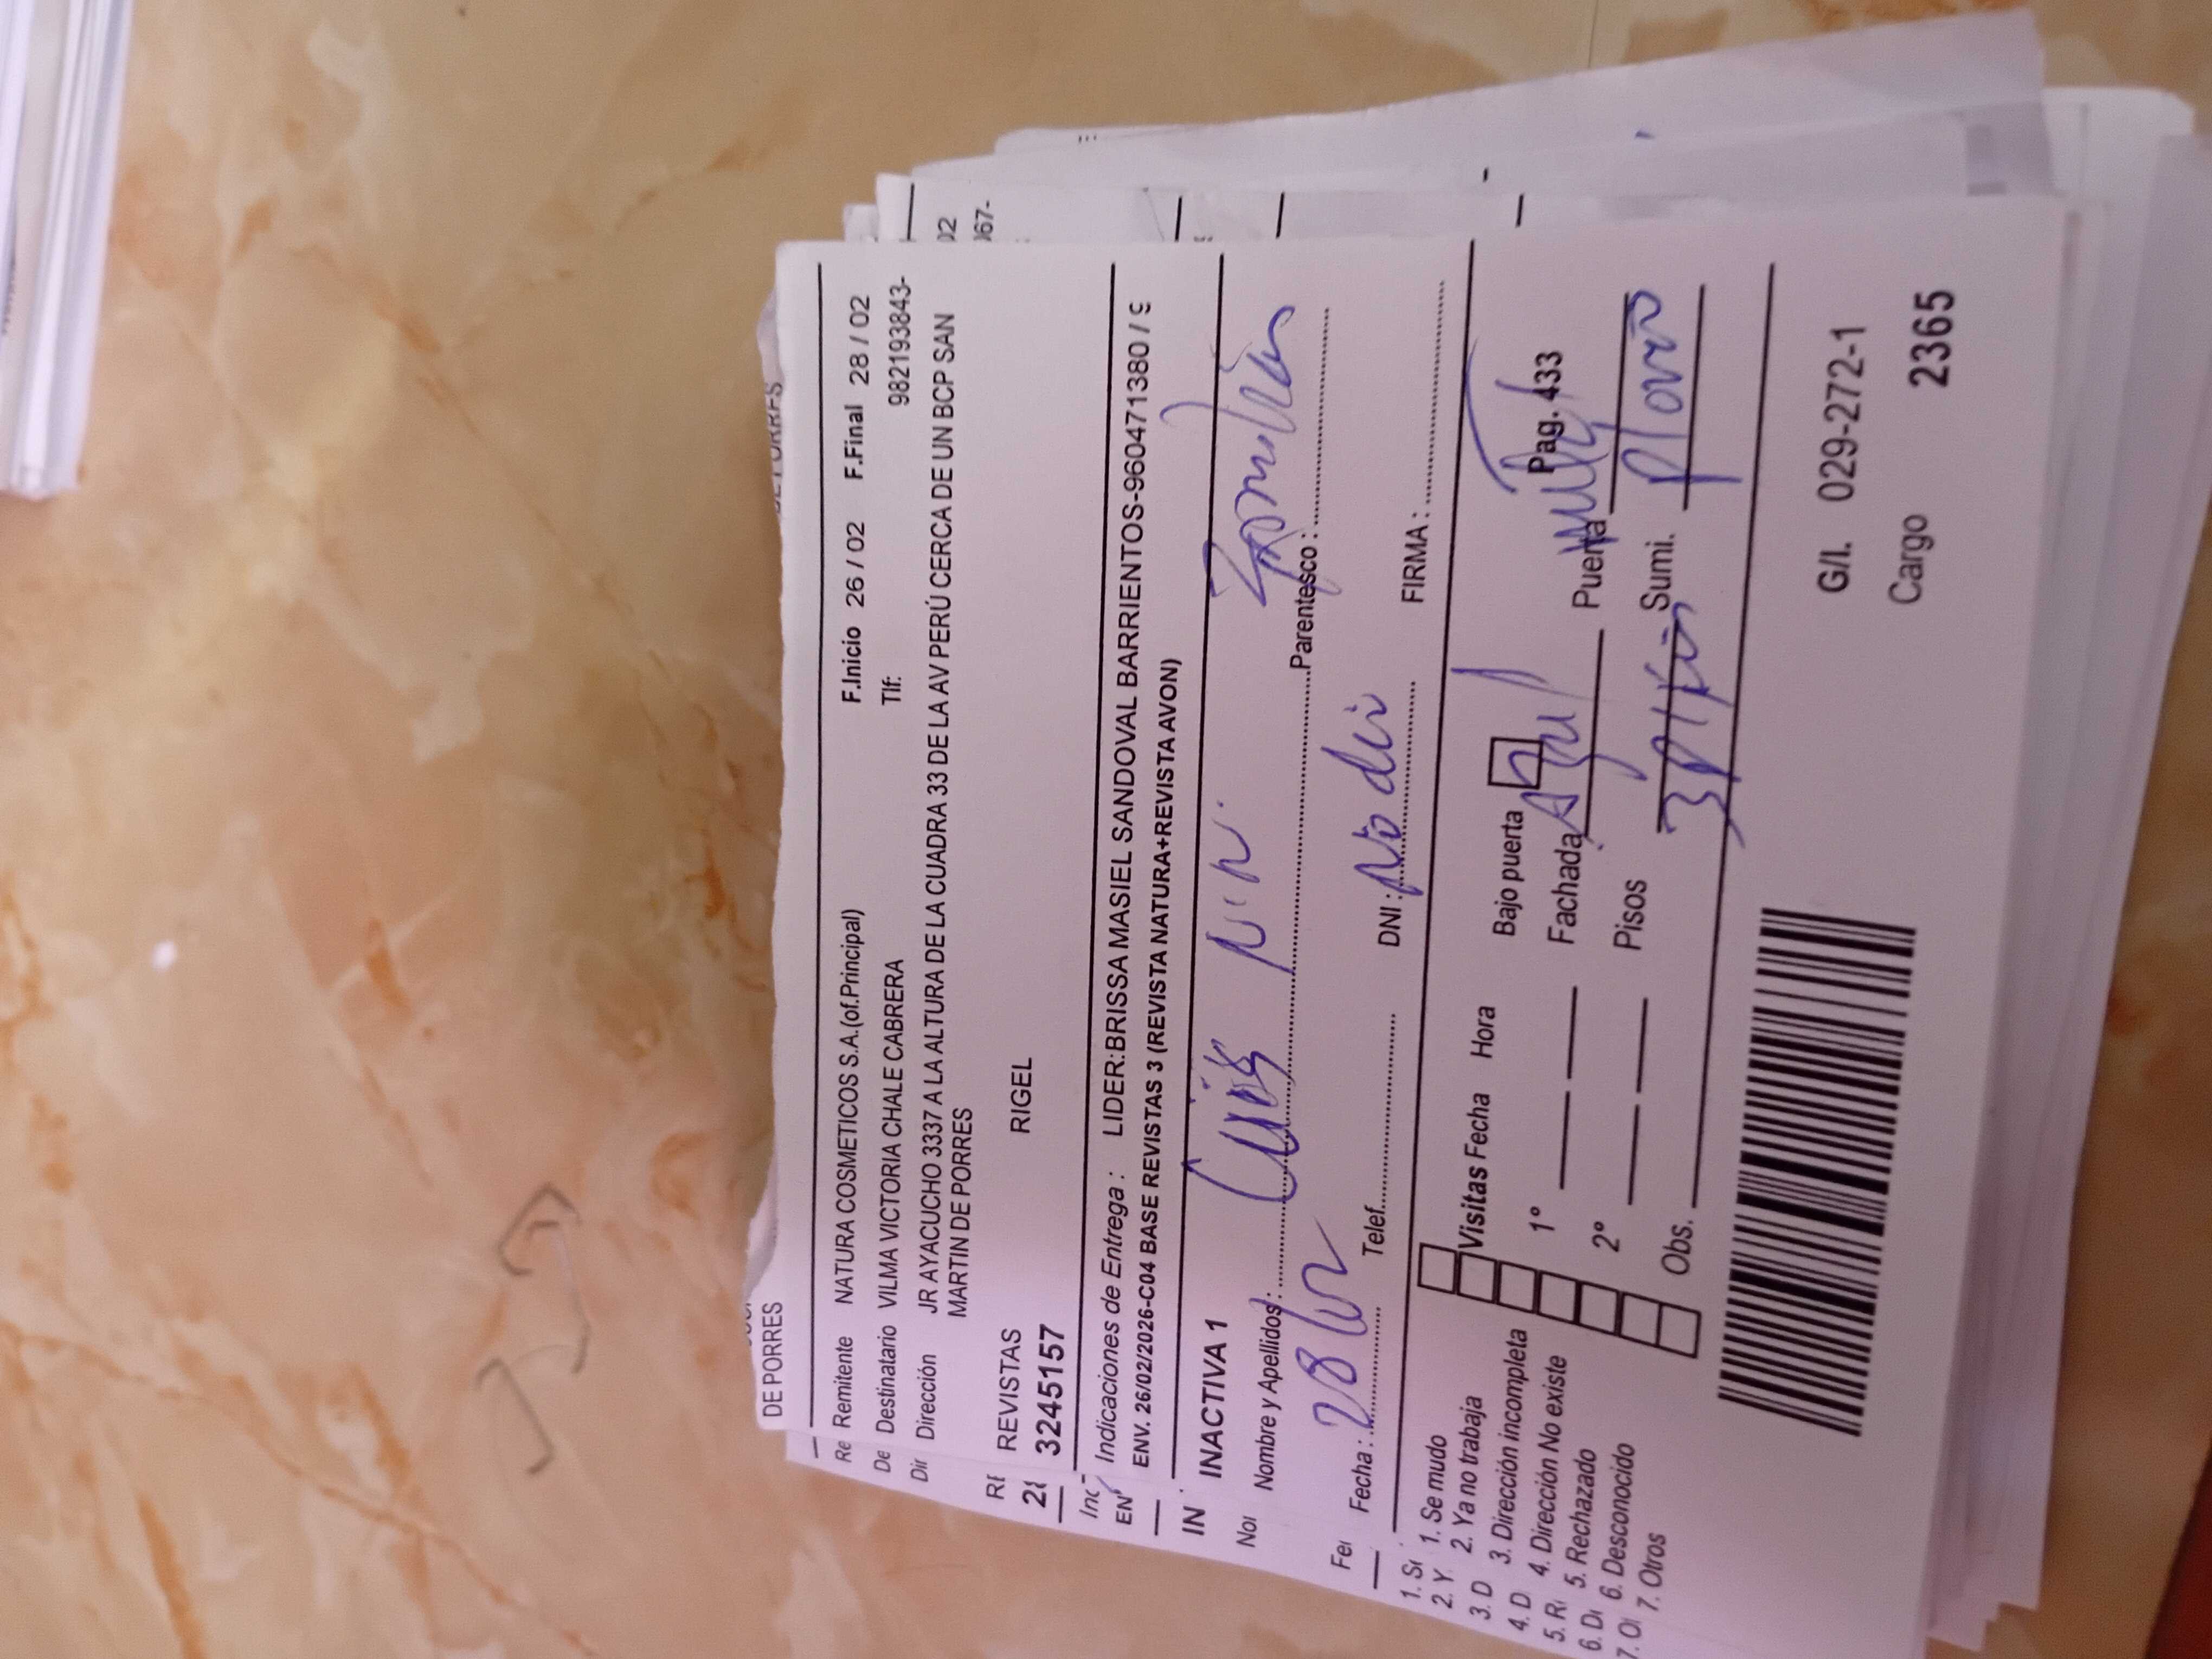 DE PORRES
Remitente NATURA COSMETICOS S.A.(of.Principal) F.Inicio 26 / 02 F.Final 28 / 02
Destinatario VILMA VICTORIA CHALE CABRERA Tlf: 982193843-
Dirección JR AYACUCHO 3337 A LA ALTURA DE LA CUADRA 33 DE LA AV PERÚ CERCA DE UN BCP SAN
MARTIN DE PORRES
REVISTAS RIGEL
3245157
Indicaciones de Entrega : LIDER:BRISSA MASIEL SANDOVAL BARRIENTOS-960471380 / 9
ENV. 26/02/2026-C04 BASE REVISTAS 3 (REVISTA NATURA+REVISTA AVON)
INACTIVA 1
Nombre y Apellidos : Luis Parentesco :
Fecha : 28 Telef. DNI : No dio FIRMA :
1. Se mudo
2. Ya no trabaja
3. Dirección incompleta
4. Dirección No existe
5. Rechazado
6. Desconocido
7. Otros
Visitas Fecha Hora Bajo puerta Pag. 433
1° Fachada Azul Puerta
2° Pisos 3 Sumi.
Obs.
G/I. 029-272-1
Cargo 2365